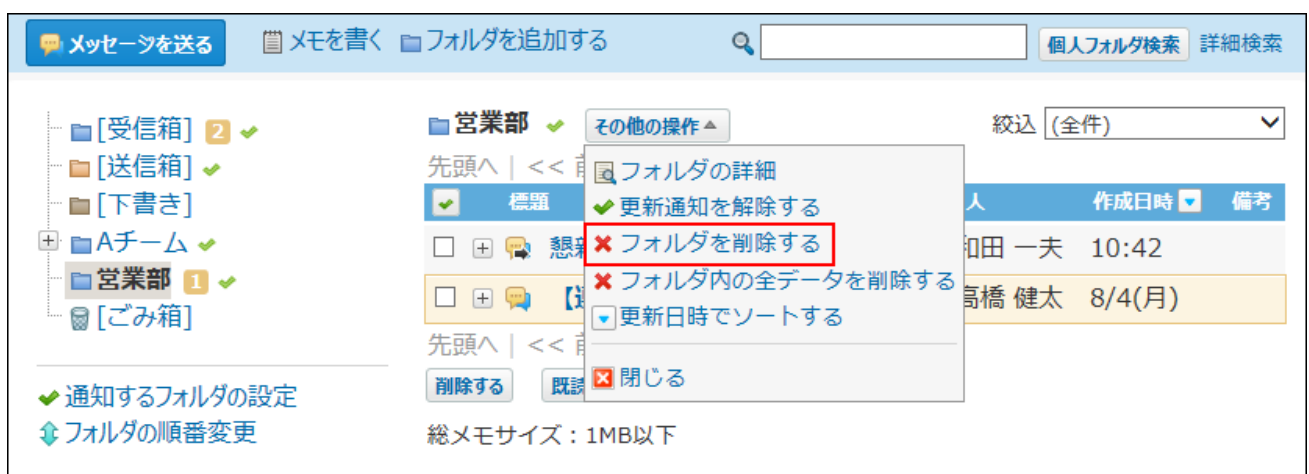 メッセージを送る メモを書く フォルダを追加する 個人フォルダ検索 詳細検索
[受信箱] 2
[送信箱]
[下書き]
Aチーム
営業部 1
[ごみ箱]
通知するフォルダの設定
フォルダの順番変更
営業部 その他の操作 絞込 (全件)
先頭へ | <<
標題 人 作成日時 備考
懇 和田 一夫 10:42
高橋 健太 8/4(月)
先頭へ | <<
削除する 既読
総メモサイズ:1MB以下
フォルダの詳細
更新通知を解除する
フォルダを削除する
フォルダ内の全データを削除する
更新日時でソートする
閉じる